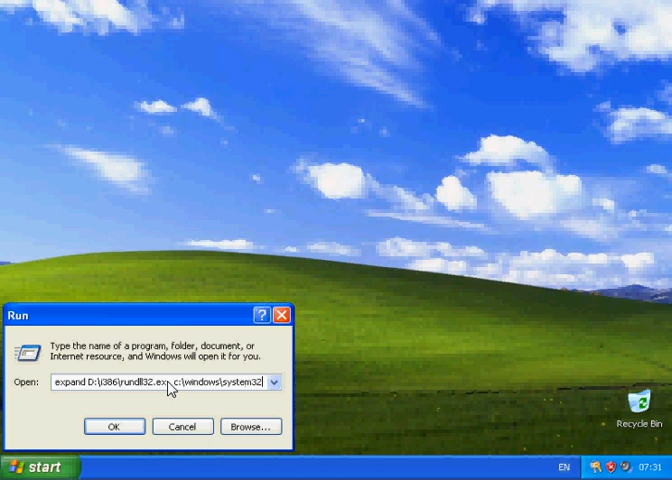 Run
Type the name of a program, folder, document, or
Internet resource, and Windows will open it for you.
Open: expand D:\i386\rundll32.ex_ c:\windows\system32
OK Cancel Browse...
Recycle Bin
start EN 07:31